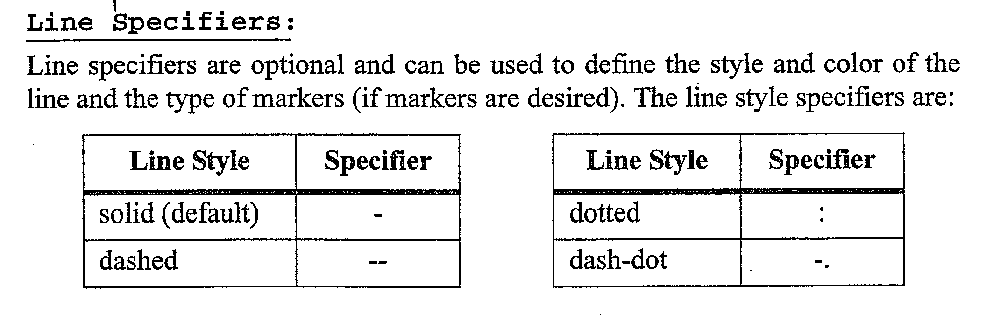 Line Specifiers:
Line specifiers are optional and can be used to define the style and color of the
line and the type of markers (if markers are desired). The line style specifiers are:
Line Style Specifier
solid (default) -
dashed --
Line Style Specifier
dotted :
dash-dot -.